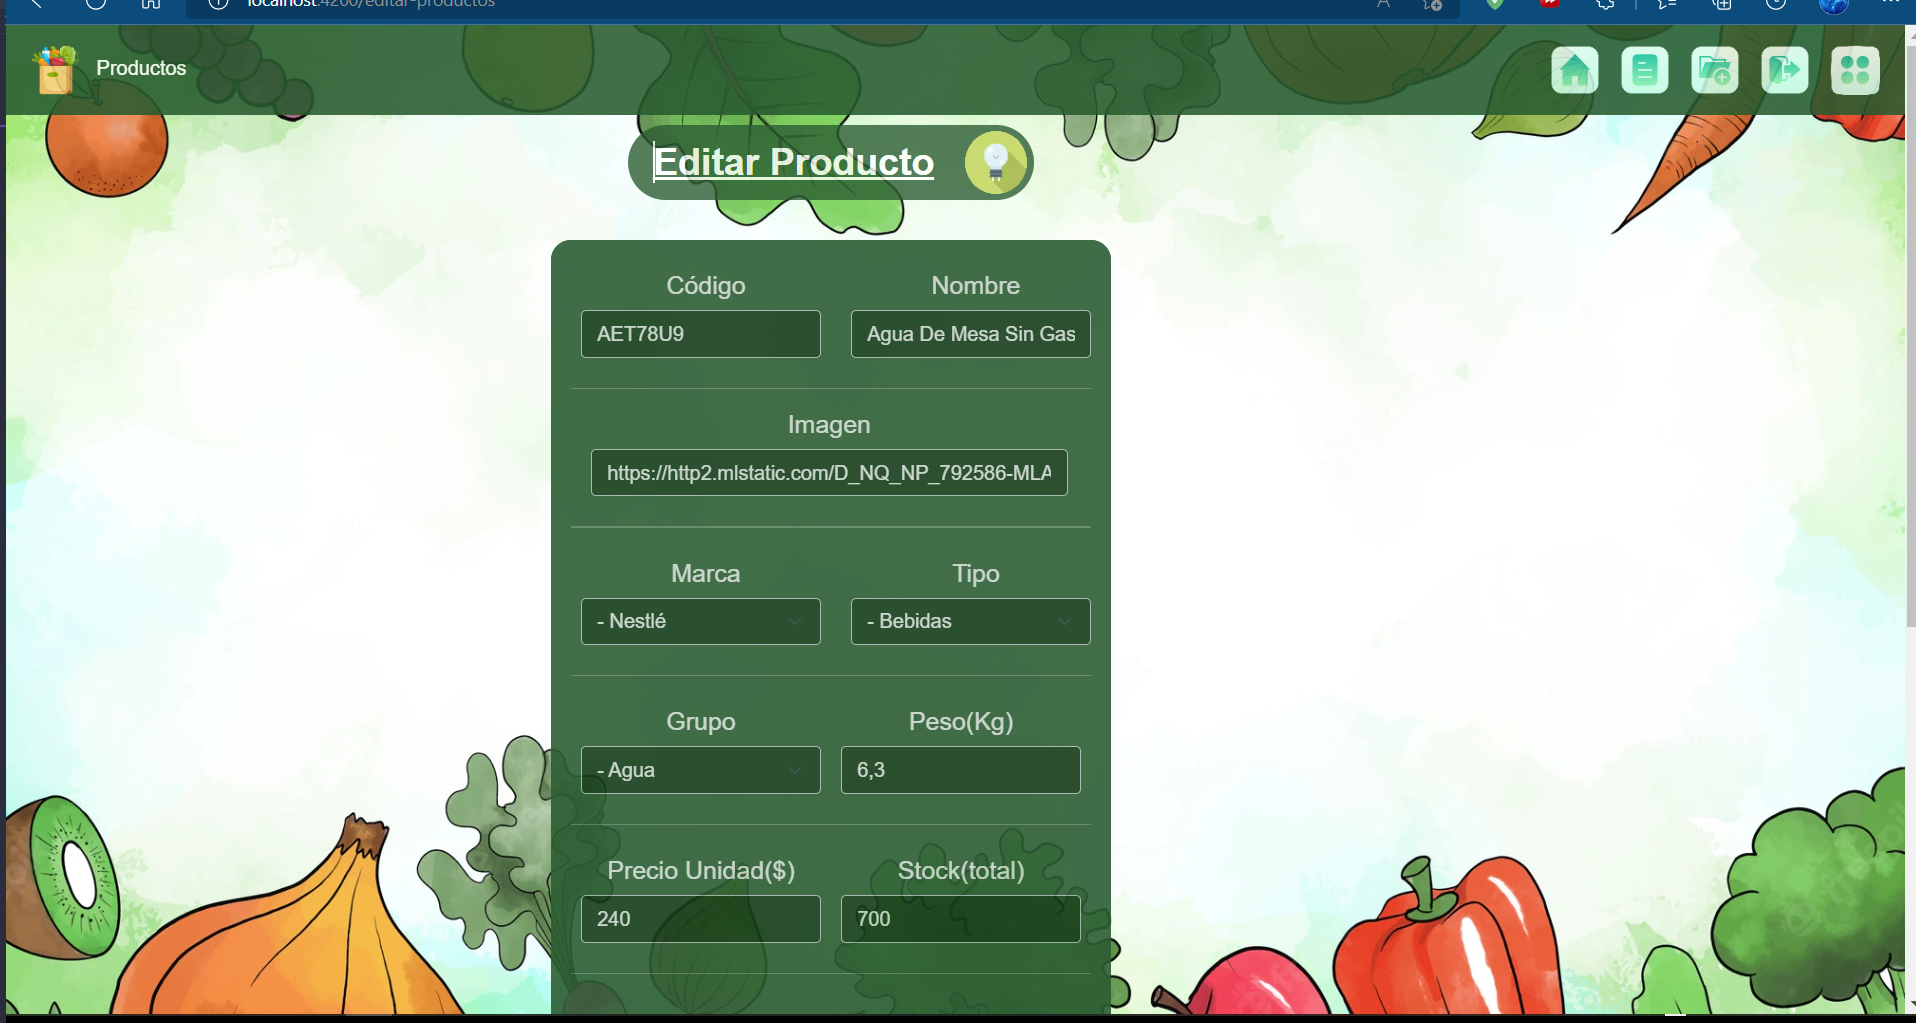 localhost:4200/editar-productos
Productos
Editar Producto
Código Nombre
AET78U9 Agua De Mesa Sin Gas
Imagen
https://http2.mlstatic.com/D_NQ_NP_792586-MLA
Marca Tipo
- Nestlé - Bebidas
Grupo Peso(Kg)
- Agua 6,3
Precio Unidad($) Stock(total)
240 700